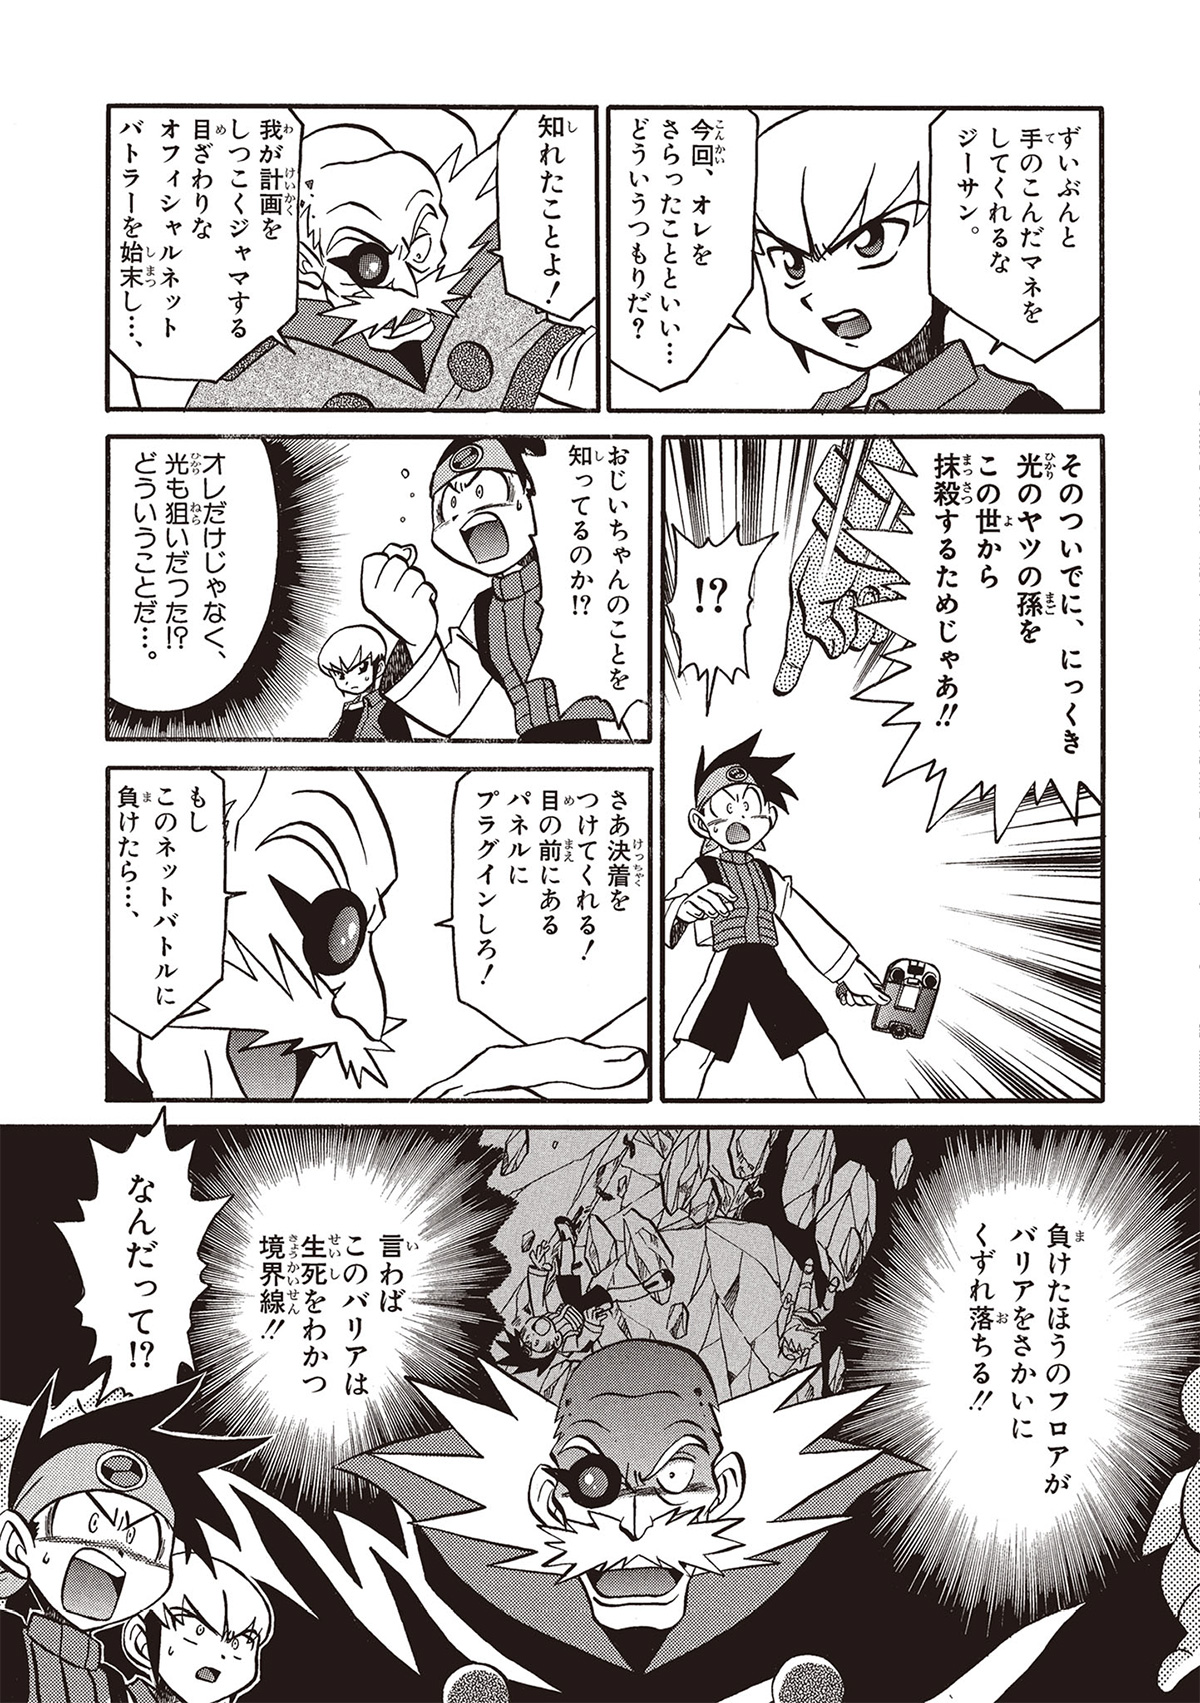 ずいぶんと
手のこんだマネを
してくれるな
ジーサン。
今回、オレを
さらったことといい…
どういうつもりだ?
知れたことよ!
我が計画を
しつこくジャマする
目ざわりな
オフィシャルネット
バトラーを始末し…、
そのついでに、にっくき
光のヤツの孫を
この世から
抹殺するためじゃあ!!
!?
おじいちゃんのことを
知ってるのか!?
オレだけじゃなく、
光も狙いだった!?
どういうことだ…。
さあ決着を
つけてくれる!
目の前にある
パネルに
プラグインしろ!
もし
このネットバトルに
負けたら…、
負けたほうのフロアが
バリアをさかいに
くずれ落ちる!!
言わば
このバリアは
生死をわかつ
境界線!!
なんだって!?